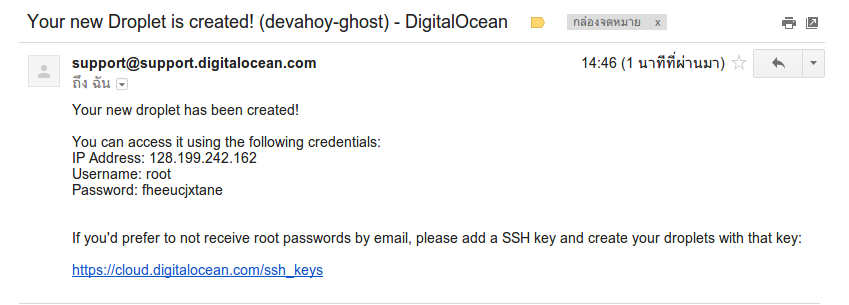 Your new Droplet is created! (devahoy-ghost) - DigitalOcean กล่องจดหมาย x
support@support.digitalocean.com 14:46 (1 นาทีที่ผ่านมา)
ถึง ฉัน
Your new droplet has been created!
You can access it using the following credentials:
IP Address: 128.199.242.162
Username: root
Password: fheeucjxtane
If you'd prefer to not receive root passwords by email, please add a SSH key and create your droplets with that key:
https://cloud.digitalocean.com/ssh_keys